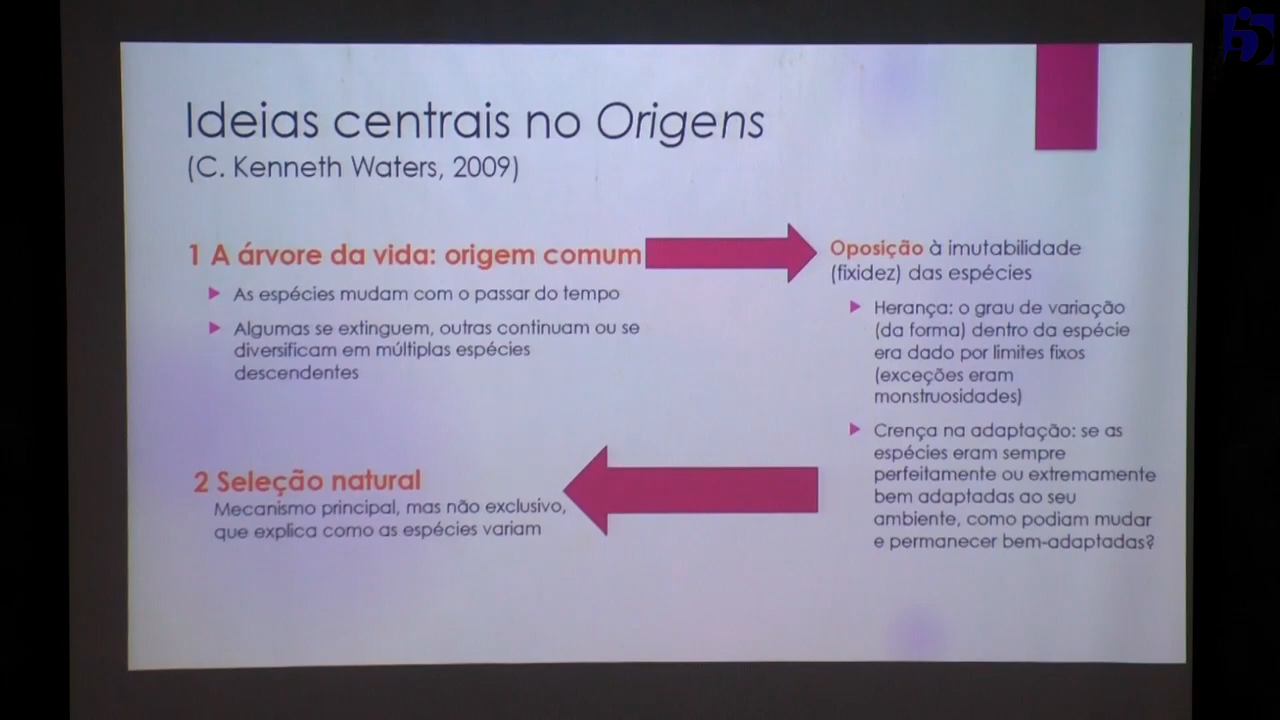 Ideias centrais no Origens
(C. Kenneth Waters, 2009)
1 A árvore da vida: origem comum
As espécies mudam com o passar do tempo
Algumas se extinguem, outras continuam ou se
diversificam em múltiplas espécies
descendentes
Oposição à imutabilidade
(fixidez) das espécies
Herança: o grau de variação
(da forma) dentro da espécie
era dado por limites fixos
(exceções eram
monstruosidades)
Crença na adaptação: se as
espécies eram sempre
perfeitamente ou extremamente
bem adaptadas ao seu
ambiente, como podiam mudar
e permanecer bem-adaptadas?
2 Seleção natural
Mecanismo principal, mas não exclusivo,
que explica como as espécies variam